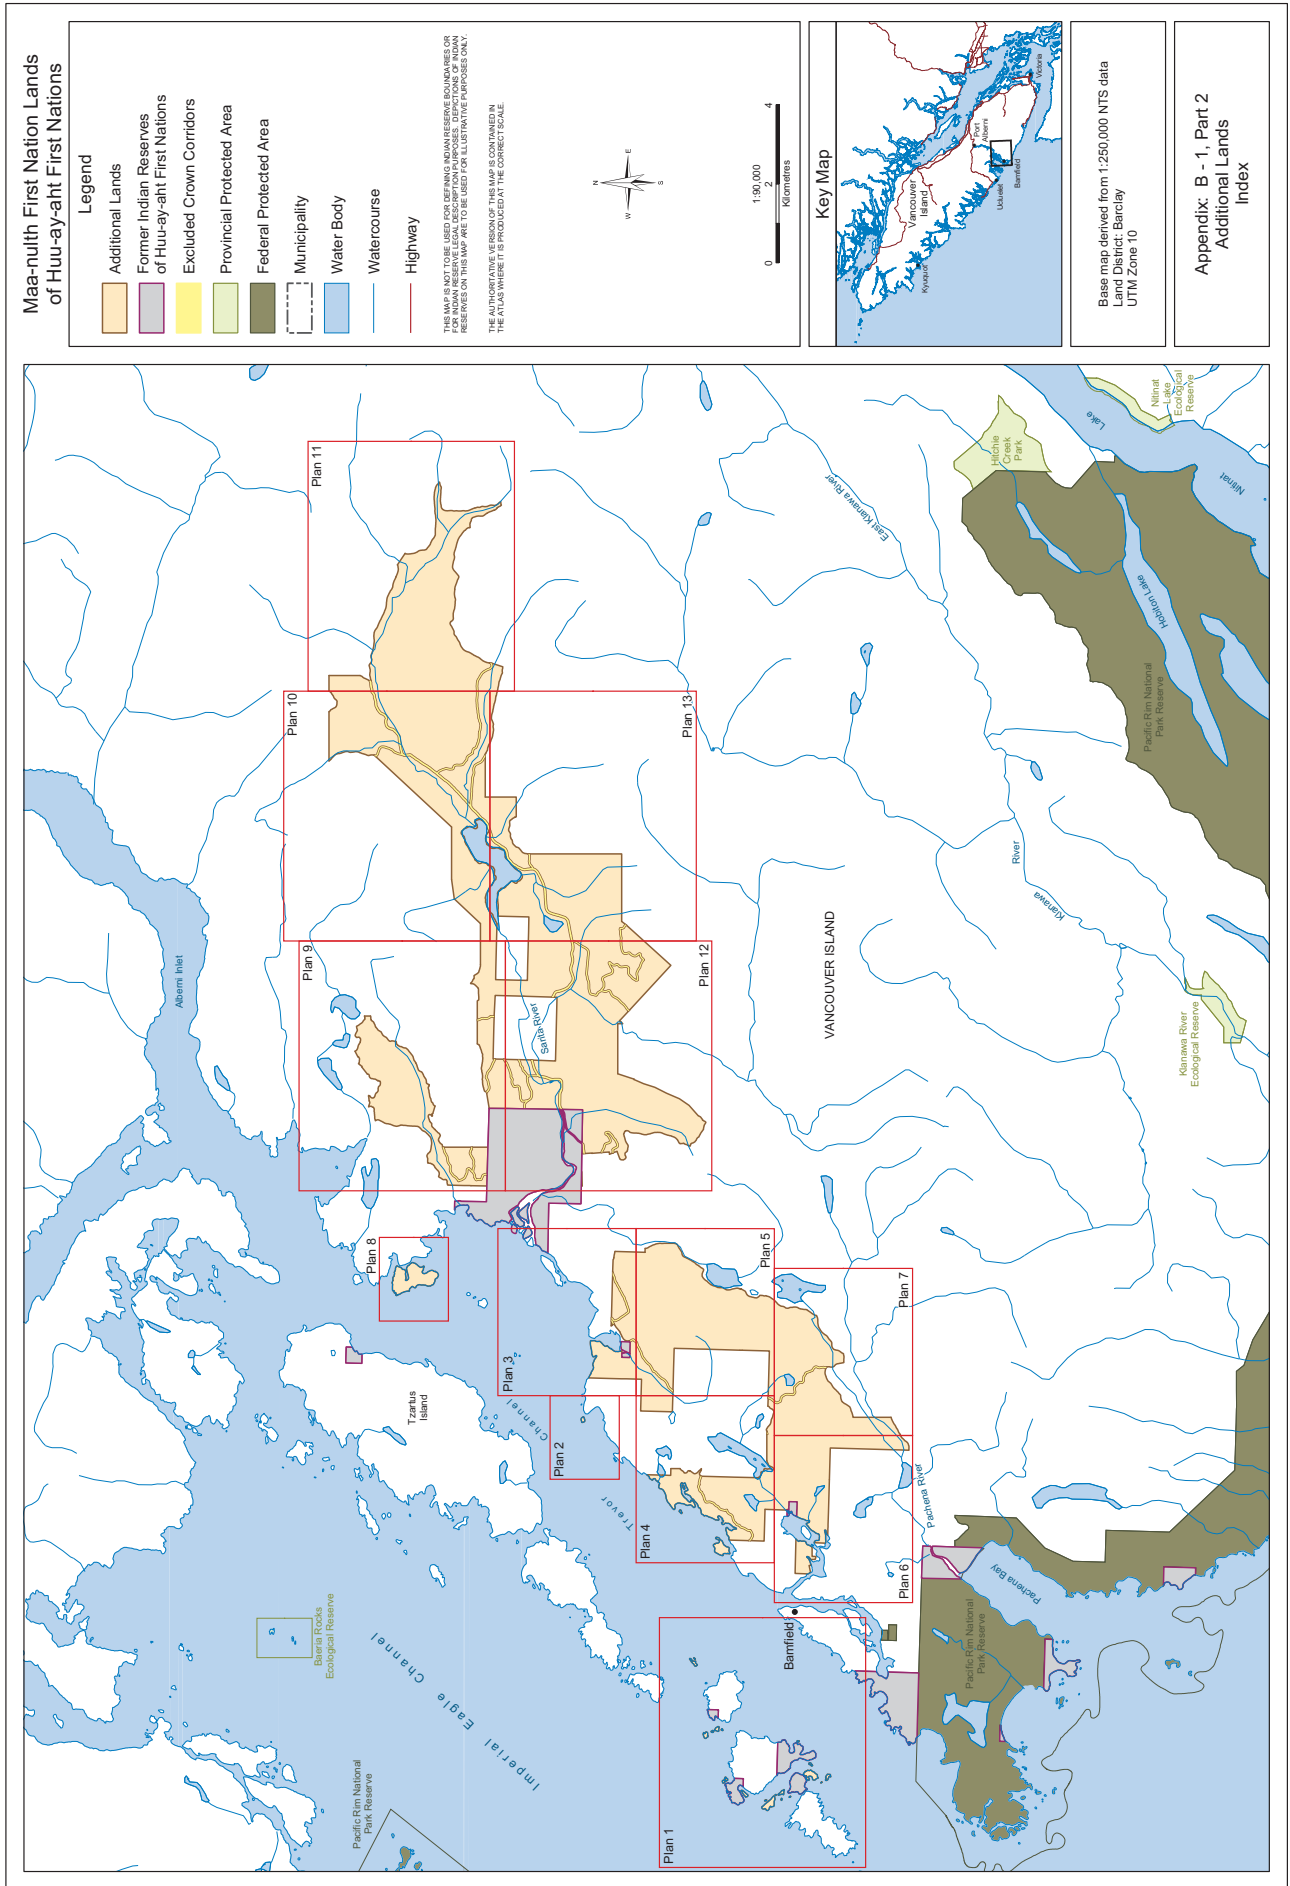 Maa-nulth First Nation Lands
of Huu-ay-aht First Nations
Legend
Additional Lands
Former Indian Reserves
of Huu-ay-aht First Nations
Excluded Crown Corridors
Provincial Protected Area
Federal Protected Area
Municipality
Water Body
Watercourse
Highway
THIS MAP IS NOT TO BE USED FOR DEFINING INDIAN RESERVE BOUNDARIES OR
FOR INDIAN RESERVE LEGAL DESCRIPTION PURPOSES. DEPICTIONS OF INDIAN
RESERVES ON THIS MAP ARE TO BE USED FOR ILLUSTRATIVE PURPOSES ONLY.
THE AUTHORITATIVE VERSION OF THIS MAP IS CONTAINED IN
THE ATLAS WHERE IT IS PRODUCED AT THE CORRECT SCALE.
N
W
E
S
1:90,000
0
2
4
Kilometres
Key Map
Kyuquot
Vancouver
Island
Port
Alberni
Ucluelet
Bamfield
Victoria
Base map derived from 1:250,000 NTS data
Land District: Barclay
UTM Zone 10
Appendix: B - 1, Part 2
Additional Lands
Index
Plan 11
Plan 10
Plan 13
Plan 9
Plan 12
Plan 8
Plan 3
Plan 5
Plan 7
Plan 2
Plan 4
Plan 6
Plan 1
Alberni Inlet
Sarita River
VANCOUVER ISLAND
East Klanawa River
Klanawa
River
Klanawa River
Ecological Reserve
Hitchie
Creek
Park
Nitinat
Lake
Ecological
Reserve
Nitinat
Lake
Hobiton Lake
Pacific Rim National
Park Reserve
Tzartus
Island
Trevor
Channel
Imperial Eagle Channel
Baeria Rocks
Ecological Reserve
Pacific Rim National
Park Reserve
Bamfield
Pachena River
Pachena Bay
Pacific Rim National
Park Reserve